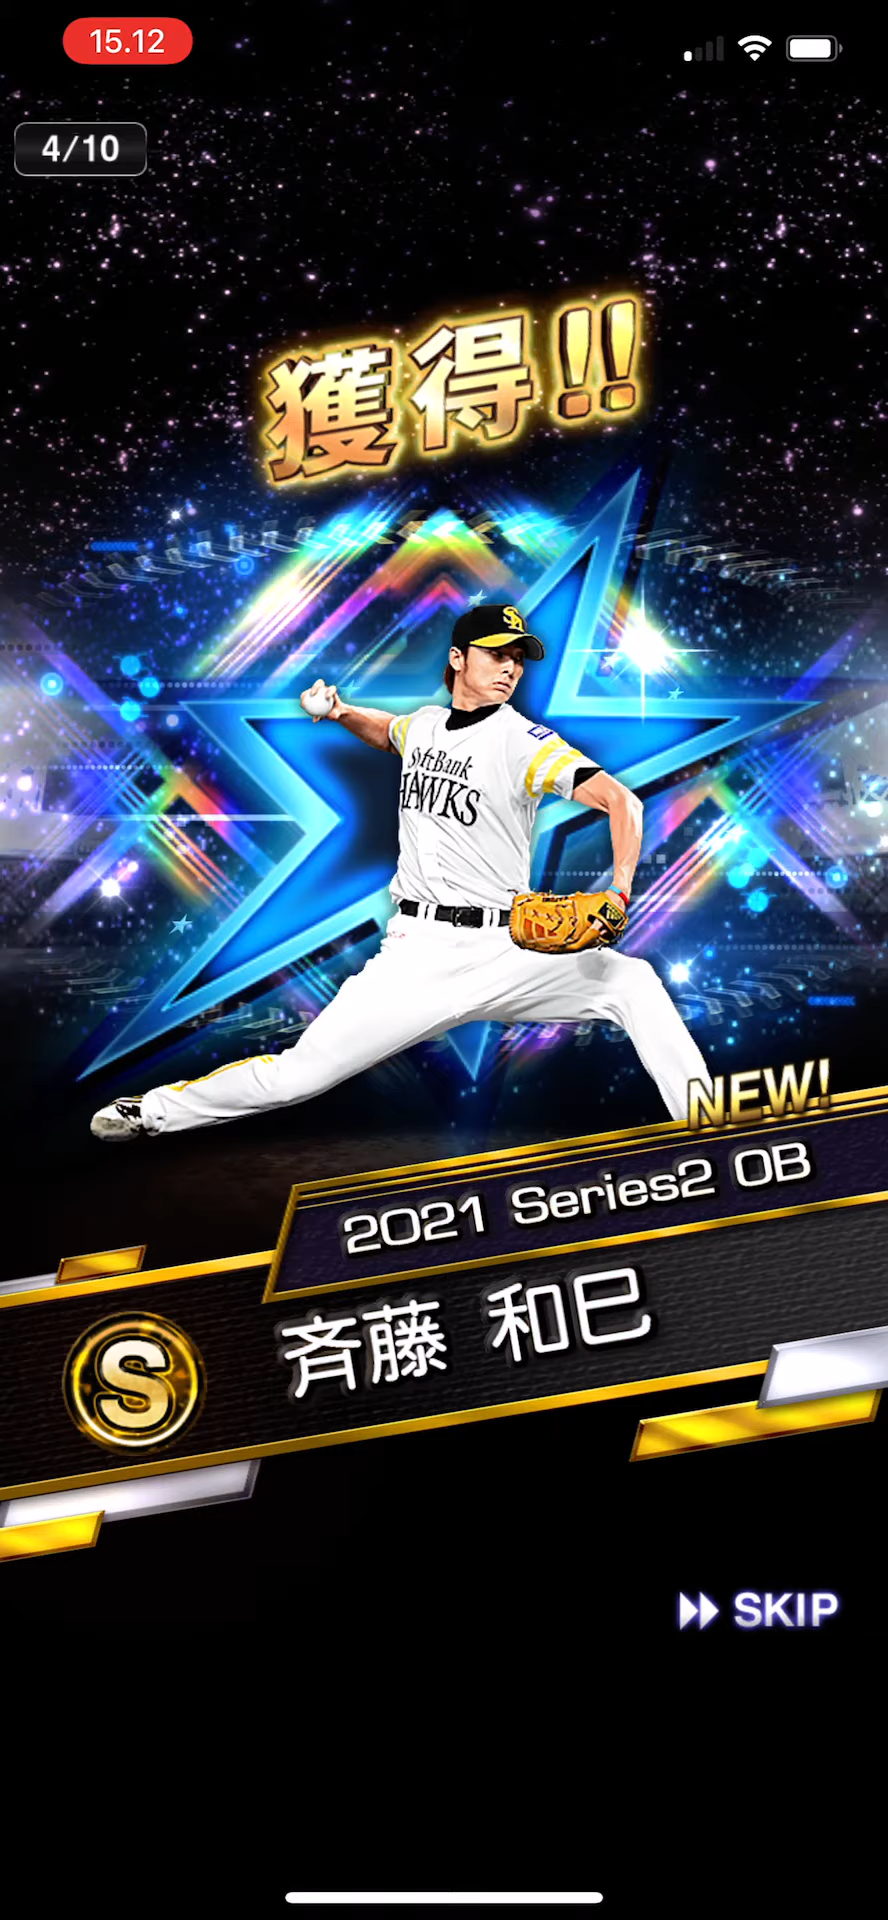 15.12
4/10
獲得!!
SoftBank
HAWKS
NEW!
2021 Series2 OB
S
斉藤 和巳
SKIP